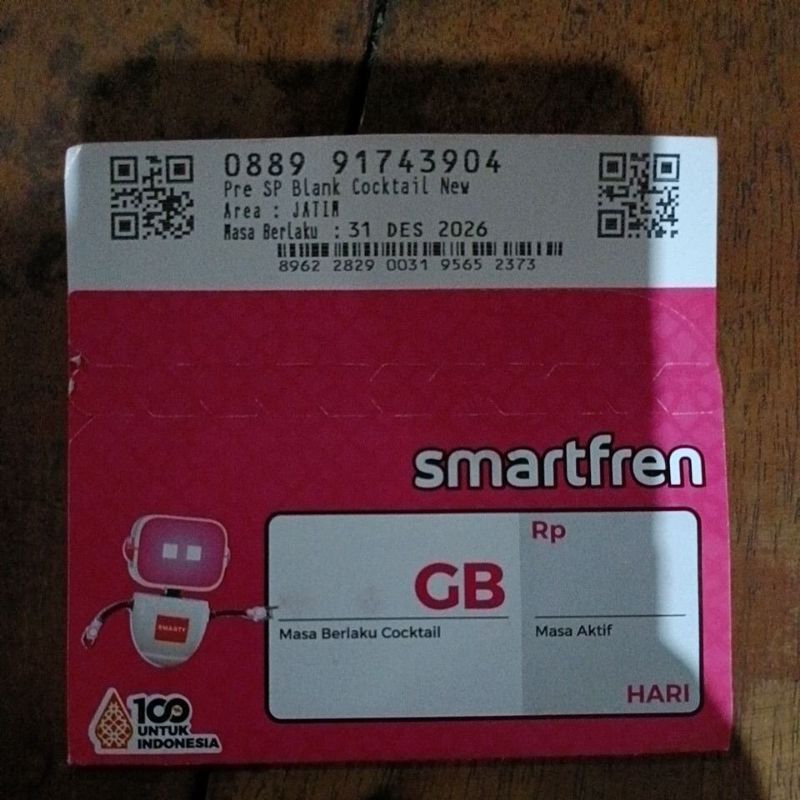 0889 91743904
Pre SP Blank Cocktail New
Area : JATIM
Masa Berlaku : 31 DES 2026
8962 2829 0031 9565 2373
smartfren
Rp
GB
Masa Berlaku Cocktail
Masa Aktif
HARI
SMARTY
100%
UNTUK
INDONESIA